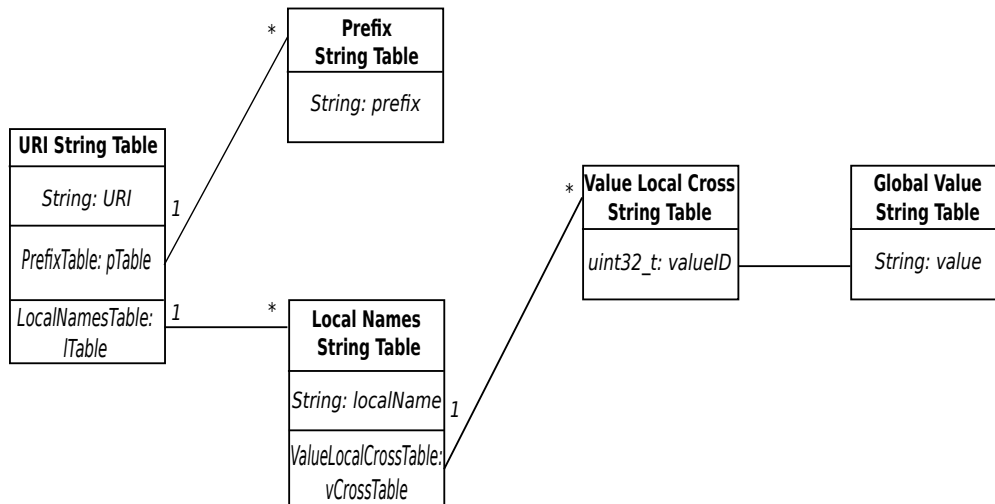 Prefix
String Table
String: prefix
*
URI String Table
String: URI
1
PrefixTable: pTable
LocalNamesTable:
lTable
1
*
Local Names
String Table
String: localName
1
ValueLocalCrossTable:
vCrossTable
*
Value Local Cross
String Table
uint32_t: valueID
Global Value
String Table
String: value